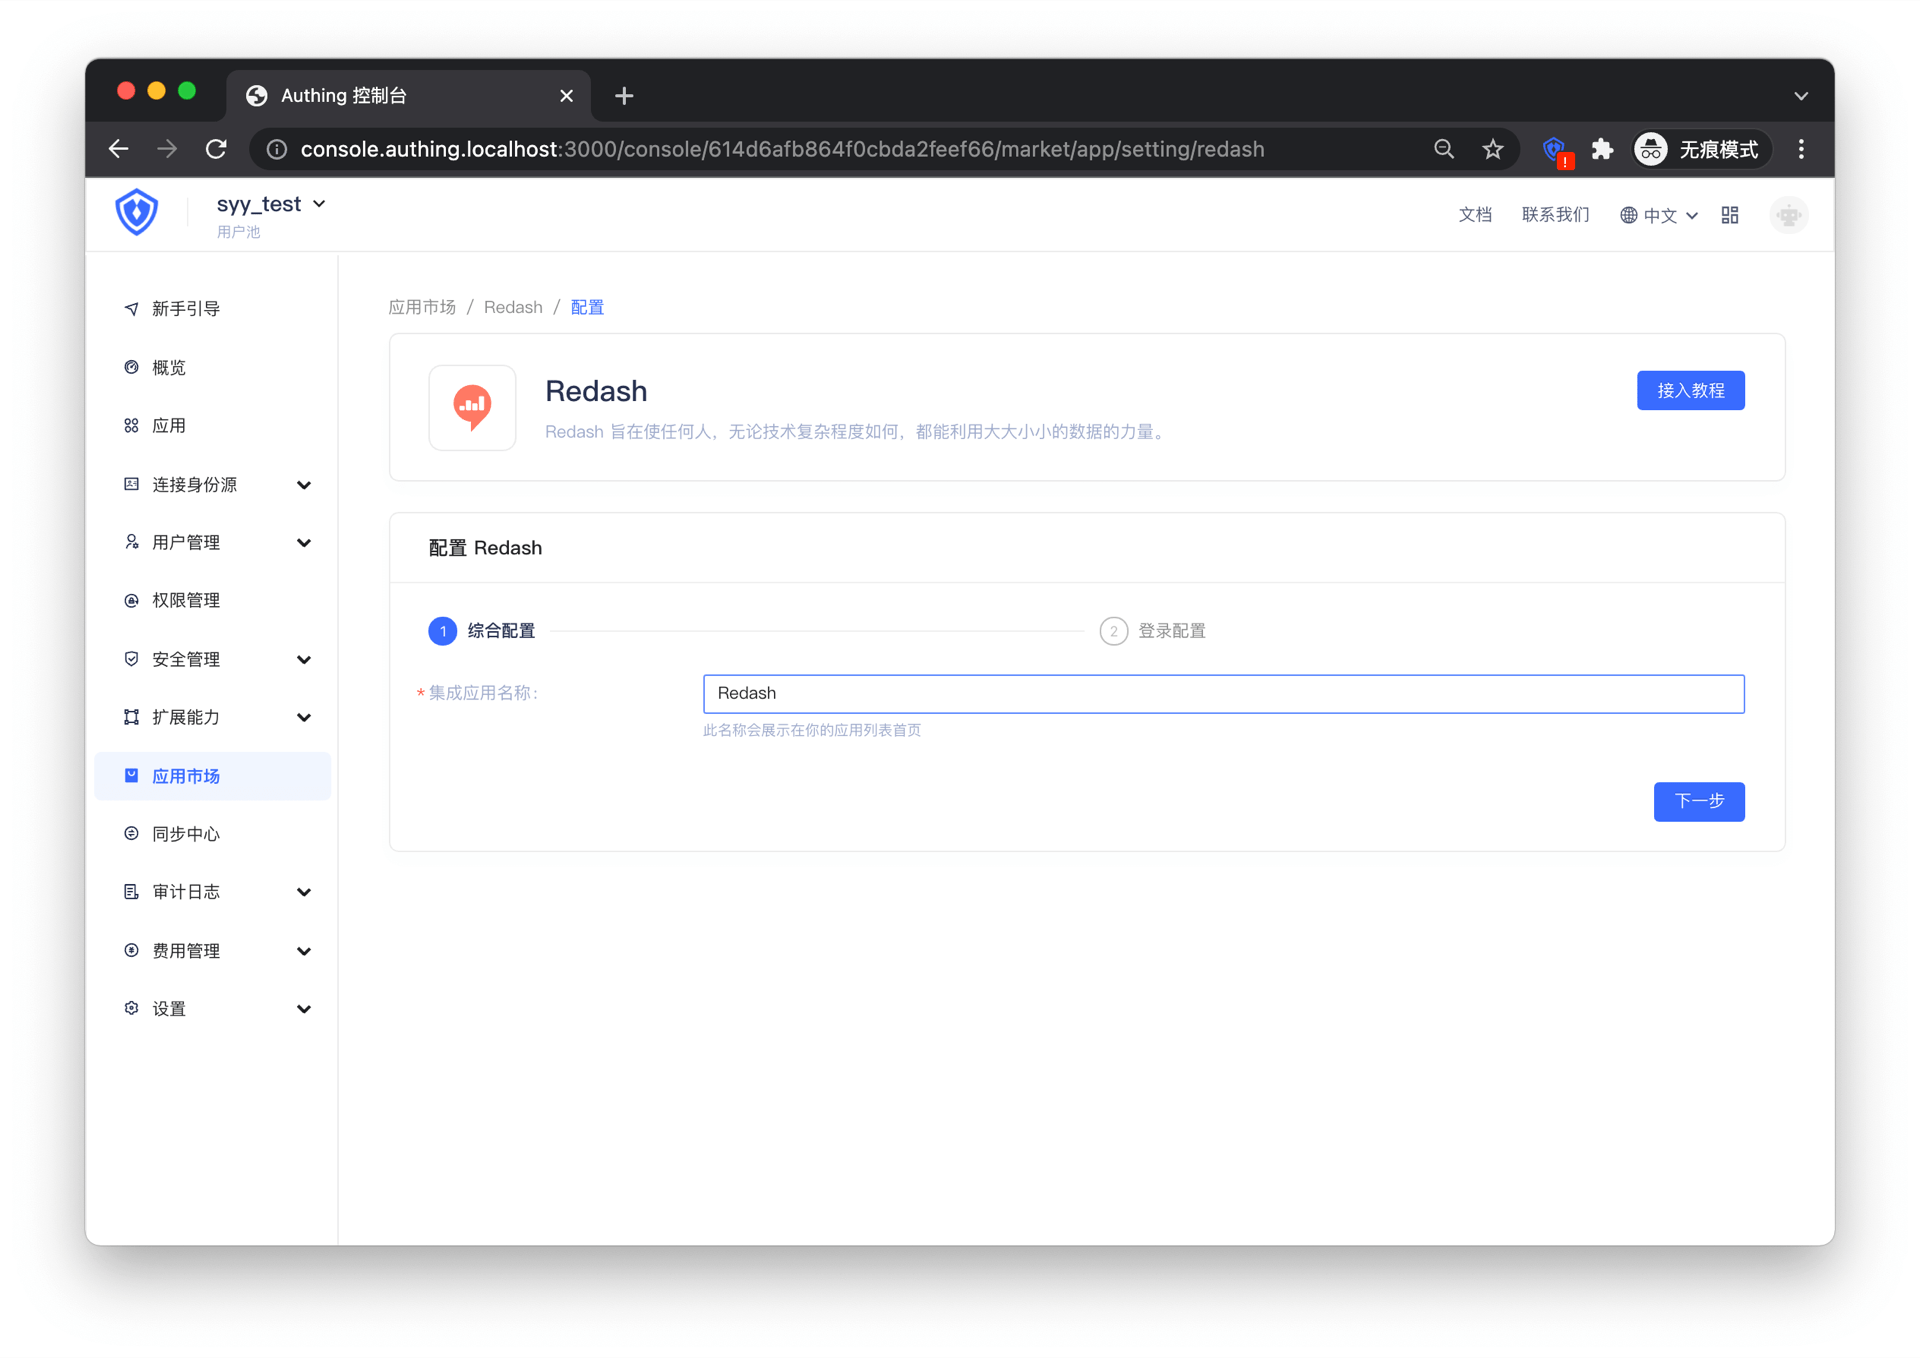 Authing 控制台
console.authing.localhost:3000/console/614d6afb864f0cbda2feef66/market/app/setting/redash
无痕模式
syy_test
用户池
文档
联系我们
中文
新手引导
概览
应用
连接身份源
用户管理
权限管理
安全管理
扩展能力
应用市场
同步中心
审计日志
费用管理
设置
应用市场 / Redash / 配置
Redash
接入教程
Redash 旨在使任何人，无论技术复杂程度如何，都能利用大大小小的数据的力量。
配置 Redash
1 综合配置
2 登录配置
* 集成应用名称:
Redash
此名称会展示在你的应用列表首页
下一步